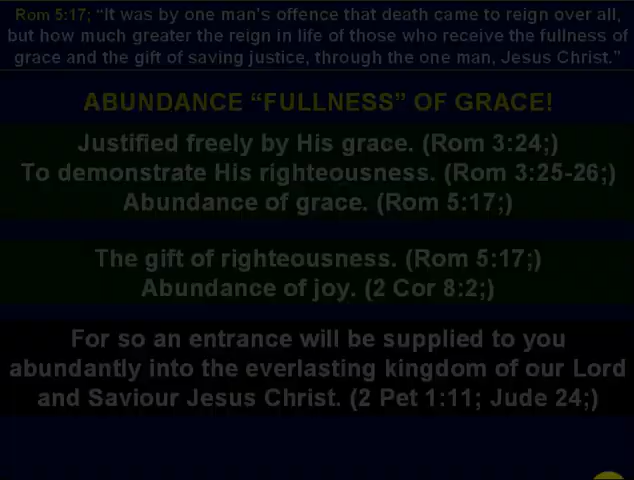 Rom 5:17; “It was by one man’s offence that death came to reign over all,
but how much greater the reign in life of those who receive the fullness of
grace and the gift of saving justice, through the one man, Jesus Christ.”
ABUNDANCE “FULLNESS” OF GRACE!
Justified freely by His grace. (Rom 3:24;)
To demonstrate His righteousness. (Rom 3:25-26;)
Abundance of grace. (Rom 5:17;)
The gift of righteousness. (Rom 5:17;)
Abundance of joy. (2 Cor 8:2;)
For so an entrance will be supplied to you
abundantly into the everlasting kingdom of our Lord
and Saviour Jesus Christ. (2 Pet 1:11; Jude 24;)